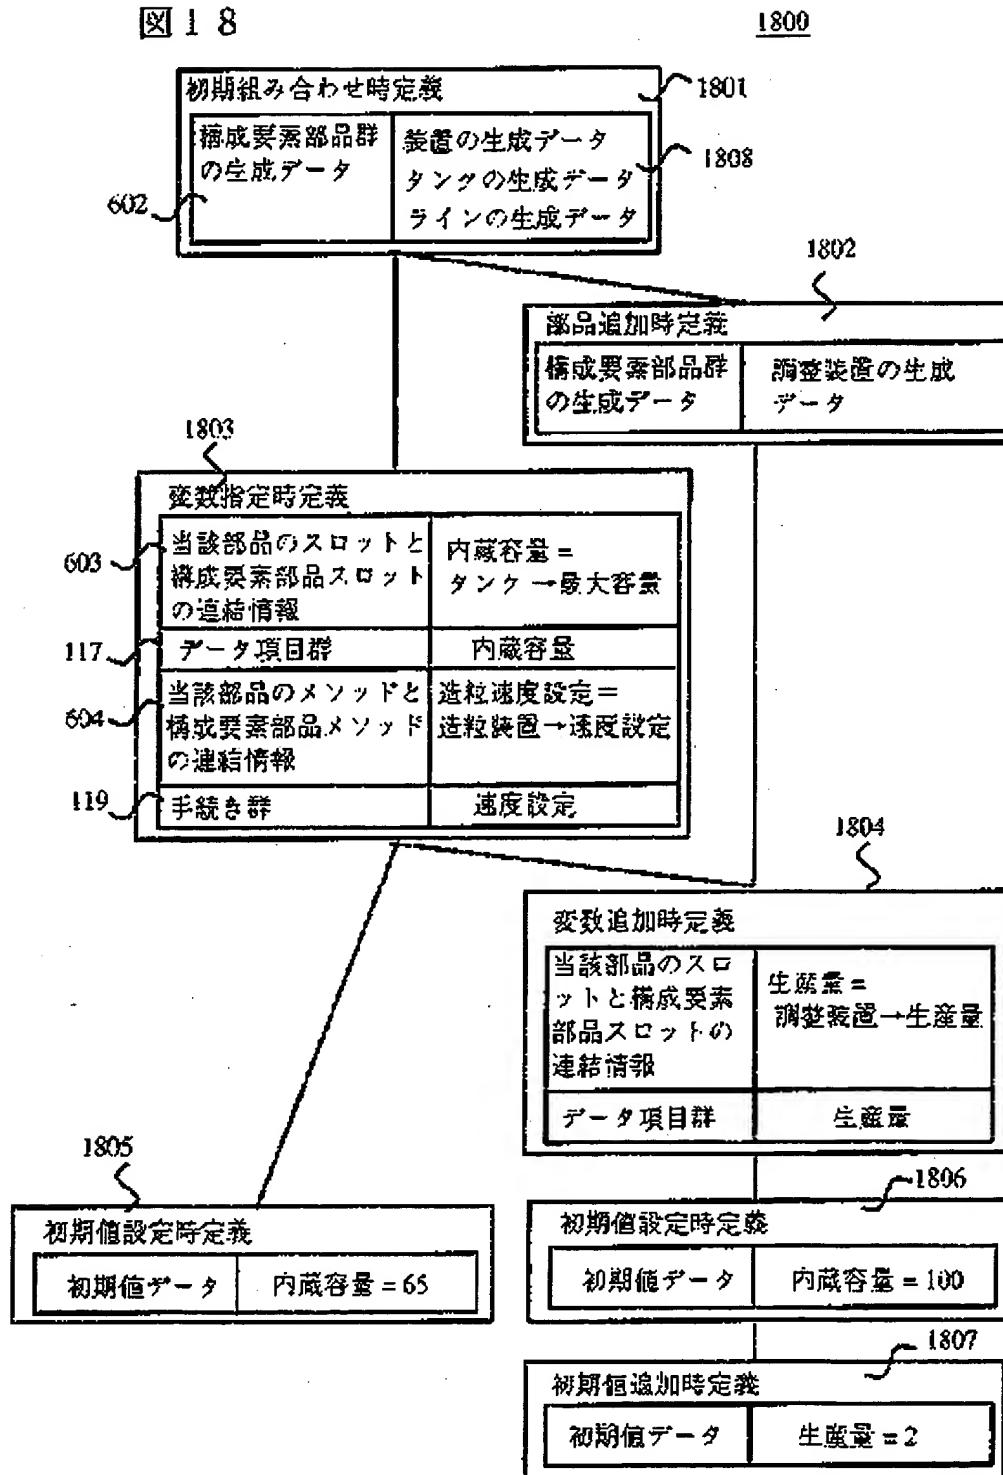 図18
1800
初期組み合わせ時定義
1801
構成要素部品群
の生成データ
装置の生成データ
タンクの生成データ
ラインの生成データ
1808
602
1802
部品追加時定義
構成要素部品群
の生成データ
調整装置の生成
データ
1803
変数指定時定義
603
当該部品のスロットと
構成要素部品スロット
の連結情報
内蔵容量=
タンク→最大容量
117
データ項目群
内蔵容量
604
当該部品のメソッドと
構成要素部品メソッド
の連結情報
造粒速度設定=
造粒装置→速度設定
119
手続き群
速度設定
1804
変数追加時定義
当該部品のスロ
ットと構成要素
部品スロットの
連結情報
生産量=
調整装置→生産量
データ項目群
生産量
1805
初期値設定時定義
初期値データ
内蔵容量=65
1806
初期値設定時定義
初期値データ
内蔵容量=100
1807
初期値追加時定義
初期値データ
生産量=2